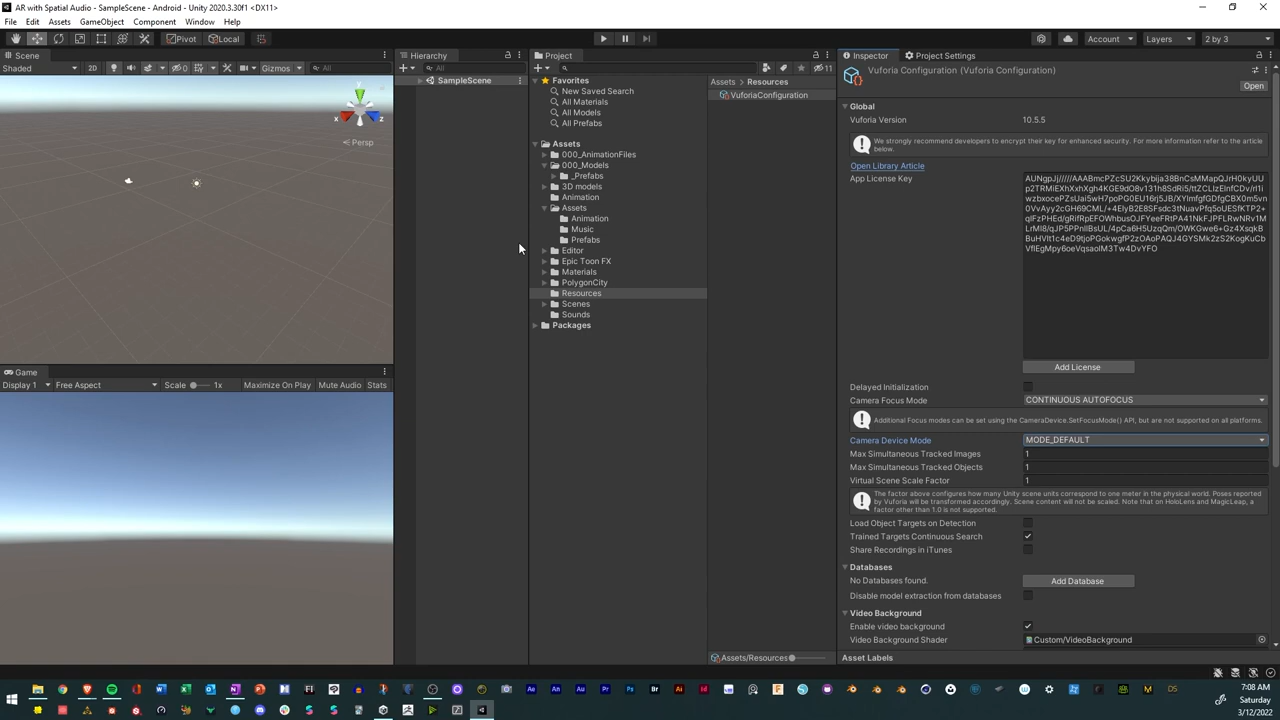 AR with Spatial Audio - SampleScene - Android - Unity 2020.3.30f1 <DX11>
File Edit Assets GameObject Component Window Help
Pivot Local Account Layers 2 by 3
Scene
Shaded 2D 0 Gizmos All
x y z
Persp
Game
Display 1 Free Aspect Scale 1x Maximize On Play Mute Audio Stats
Hierarchy
All
SampleScene
Project
11
Favorites
New Saved Search
All Materials
All Models
All Prefabs
Assets
000_AnimationFiles
000_Models
_Prefabs
3D models
Animation
Assets
Animation
Music
Prefabs
Editor
Epic Toon FX
Materials
PolygonCity
Resources
Scenes
Sounds
Packages
Assets > Resources
VuforiaConfiguration
Assets/Resources
Inspector Project Settings
Vuforia Configuration (Vuforia Configuration)
Open
Global
Vuforia Version 10.5.5
We strongly recommend developers to encrypt their key for enhanced security. For more information refer to the article
below.
Open Library Article
App License Key
Add License
Delayed Initialization
Camera Focus Mode CONTINUOUS AUTOFOCUS
Additional Focus modes can be set using the CameraDevice.SetFocusMode() API, but are not supported on all platforms.
Camera Device Mode MODE_DEFAULT
Max Simultaneous Tracked Images 1
Max Simultaneous Tracked Objects 1
Virtual Scene Scale Factor 1
The factor above configures how many Unity scene units correspond to one meter in the physical world. Poses reported
by Vuforia will be transformed accordingly. Scene content will not be scaled. Note that on HoloLens and MagicLeap, a
factor other than 1.0 is not supported.
Load Object Targets on Detection
Trained Targets Continuous Search
Share Recordings in iTunes
Databases
No Databases found. Add Database
Disable model extraction from databases
Video Background
Enable video background
Video Background Shader Custom/VideoBackground
Asset Labels
7:08 AM
Saturday
3/12/2022